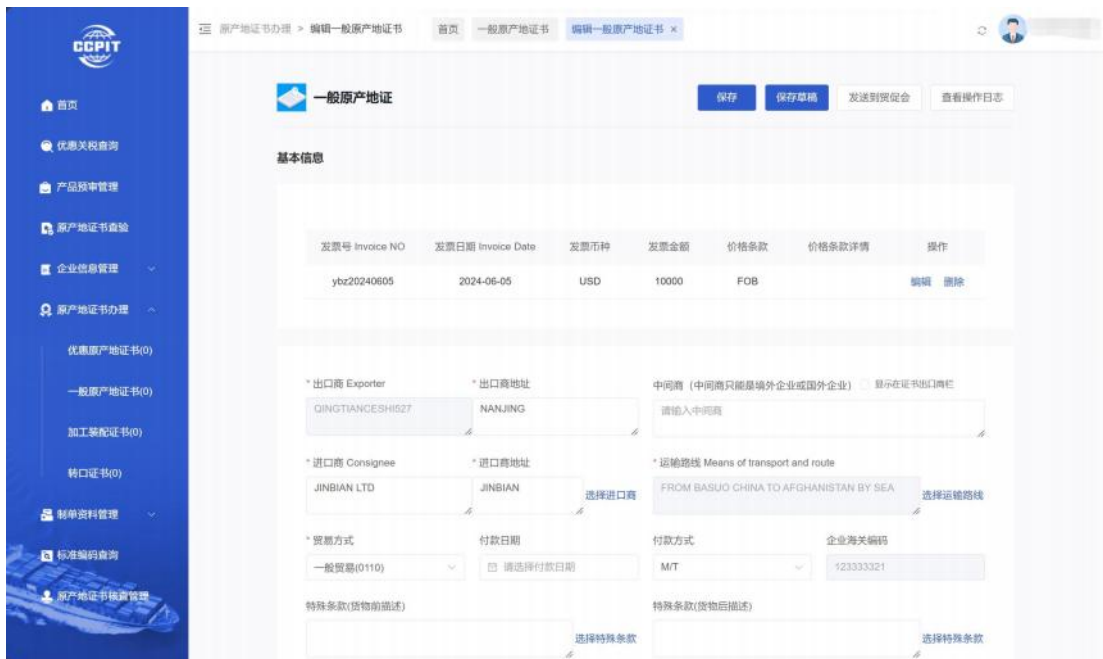 CCPIT
原产地证书办理 > 编辑一般原产地证书 首页 一般原产地证书 编辑一般原产地证书 ×
首页
优惠关税查询
产品预审管理
原产地证书查验
企业信息管理
原产地证书办理
优惠原产地证书(0)
一般原产地证书(0)
加工装配证书(0)
转口证书(0)
制单资料管理
标准编码查询
原产地证书核查管理
一般原产地证 保存 保存草稿 发送到贸促会 查看操作日志
基本信息
发票号 Invoice NO 发票日期 Invoice Date 发票币种 发票金额 价格条款 价格条款详情 操作
ybz20240605 2024-06-05 USD 10000 FOB 编辑 删除
* 出口商 Exporter * 出口商地址 中间商（中间商只能是境外企业或国外企业） 显示在证书出口商栏
QINGTIANCESHI527 NANJING 请输入中间商
* 进口商 Consignee * 进口商地址 * 运输路线 Means of transport and route
JINBIAN LTD JINBIAN 选择进口商 FROM BASUO CHINA TO AFGHANISTAN BY SEA 选择运输路线
* 贸易方式 付款日期 付款方式 企业海关编码
一般贸易(0110) 请选择付款日期 M/T 123333321
特殊条款(货物前描述) 特殊条款(货物后描述)
选择特殊条款 选择特殊条款